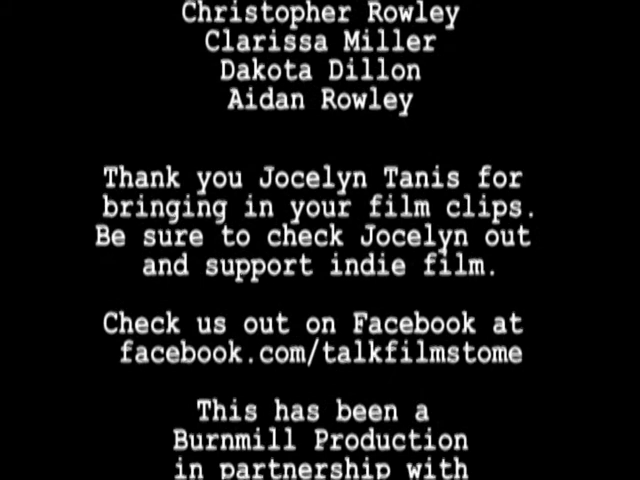 Christopher Rowley
Clarissa Miller
Dakota Dillon
Aidan Rowley
Thank you Jocelyn Tanis for
bringing in your film clips.
Be sure to check Jocelyn out
and support indie film.
Check us out on Facebook at
facebook.com/talkfilmstome
This has been a
Burnmill Production
in partnership with